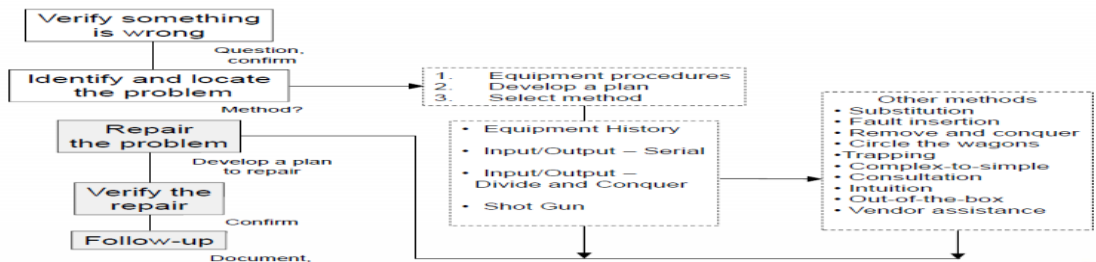 Verify something
is wrong
Question,
confirm
Identify and locate
the problem
Method?
Repair
the problem
Develop a plan
to repair
Verify the
repair
Confirm
Follow-up
Document,
1. Equipment procedures
2. Develop a plan
3. Select method
• Equipment History
• Input/Output – Serial
• Input/Output –
Divide and Conquer
• Shot Gun
Other methods
• Substitution
• Fault insertion
• Remove and conquer
• Circle the wagons
•Trapping
• Complex-to-simple
• Consultation
• Intuition
• Out-of-the-box
• Vendor assistance